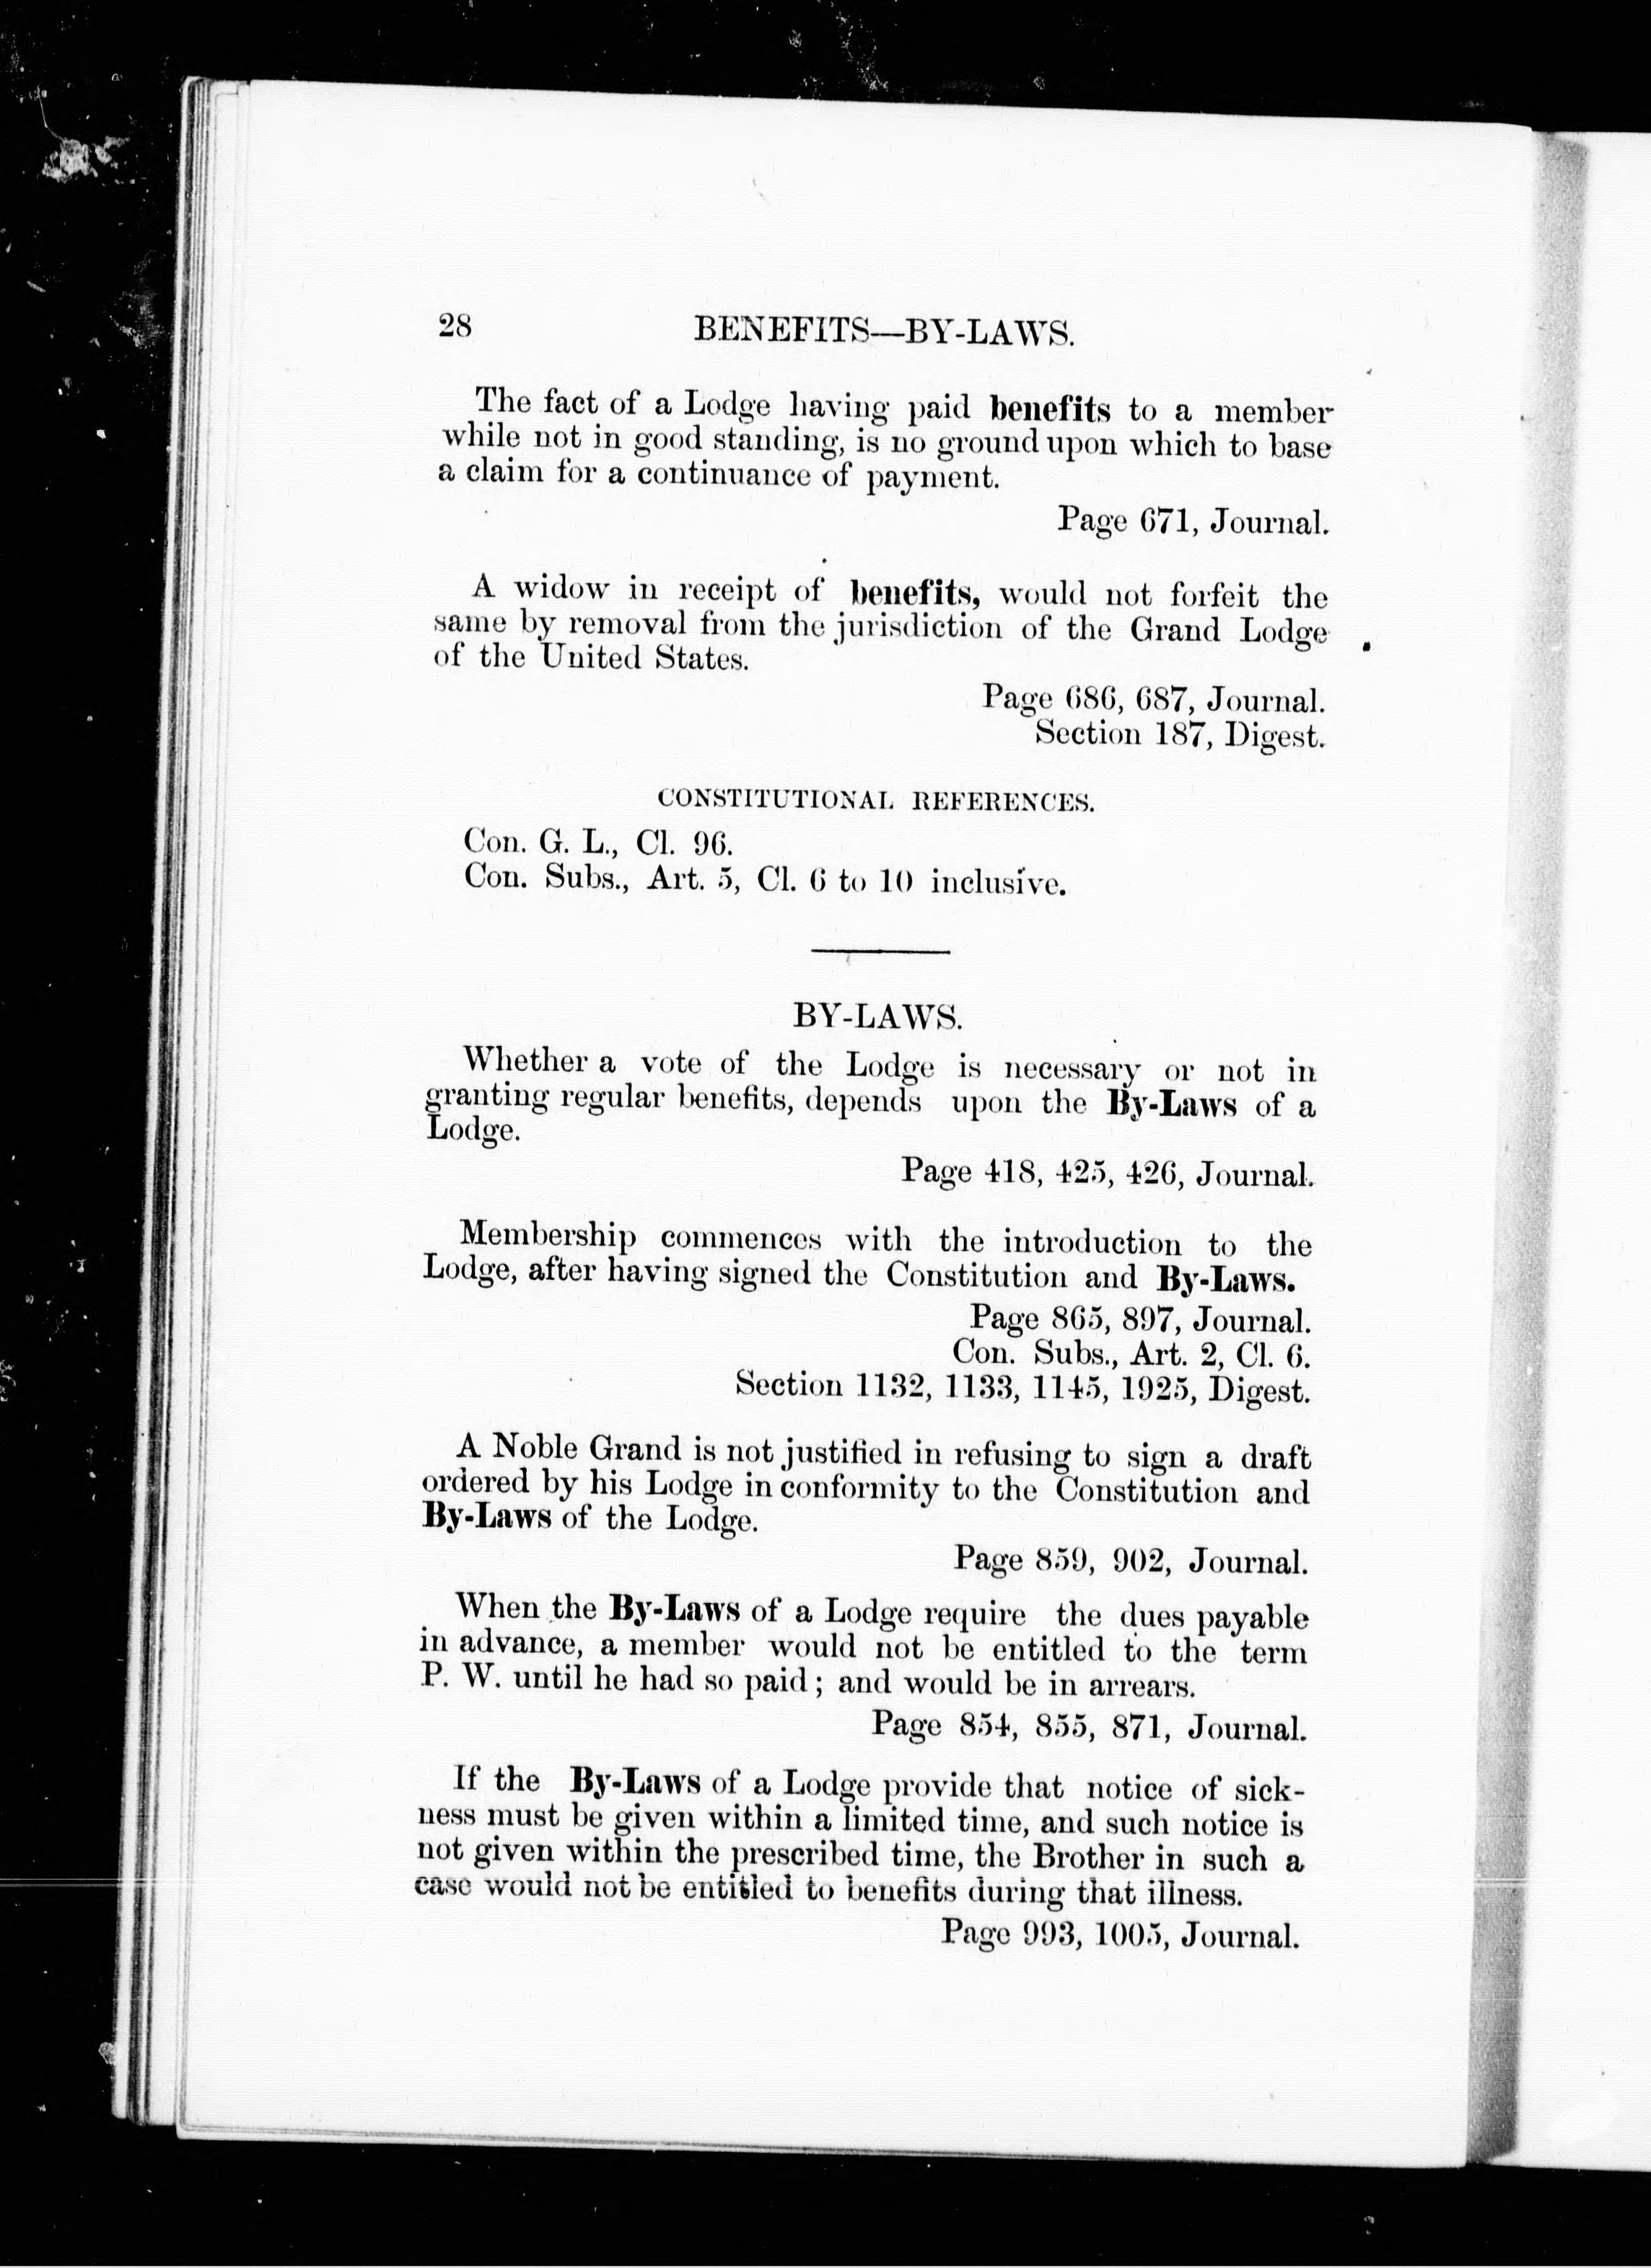 28 BENEFITS—BY-LAWS.
The fact of a Lodge having paid benefits to a member
while not in good standing, is no ground upon which to base
a claim for a continuance of payment.
Page 671, Journal.
A widow in receipt of benefits, would not forfeit the
same by removal from the jurisdiction of the Grand Lodge
of the United States.
Page 686, 687, Journal.
Section 187, Digest.
CONSTITUTIONAL REFERENCES.
Con. G. L., Cl. 96.
Con. Subs., Art. 5, Cl. 6 to 10 inclusive.
BY-LAWS.
Whether a vote of the Lodge is necessary or not in
granting regular benefits, depends upon the By-Laws of a
Lodge.
Page 418, 425, 426, Journal.
Membership commences with the introduction to the
Lodge, after having signed the Constitution and By-Laws.
Page 865, 897, Journal.
Con. Subs., Art. 2, Cl. 6.
Section 1132, 1133, 1145, 1925, Digest.
A Noble Grand is not justified in refusing to sign a draft
ordered by his Lodge in conformity to the Constitution and
By-Laws of the Lodge.
Page 859, 902, Journal.
When the By-Laws of a Lodge require the dues payable
in advance, a member would not be entitled to the term
P. W. until he had so paid; and would be in arrears.
Page 854, 855, 871, Journal.
If the By-Laws of a Lodge provide that notice of sick-
ness must be given within a limited time, and such notice is
not given within the prescribed time, the Brother in such a
case would not be entitled to benefits during that illness.
Page 993, 1005, Journal.